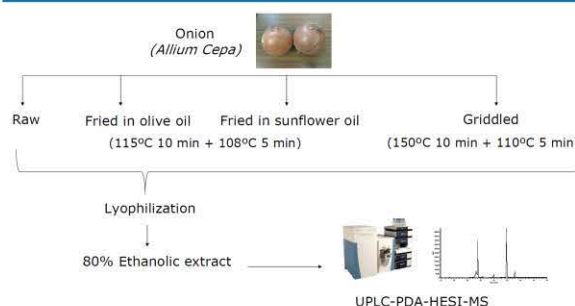 Onion
(Allium Cepa)
Raw Fried in olive oil Fried in sunflower oil Griddled
(115ºC 10 min + 108ºC 5 min) (150ºC 10 min + 110ºC 5 min
Lyophilization
80% Ethanolic extract
UPLC-PDA-HESI-MS